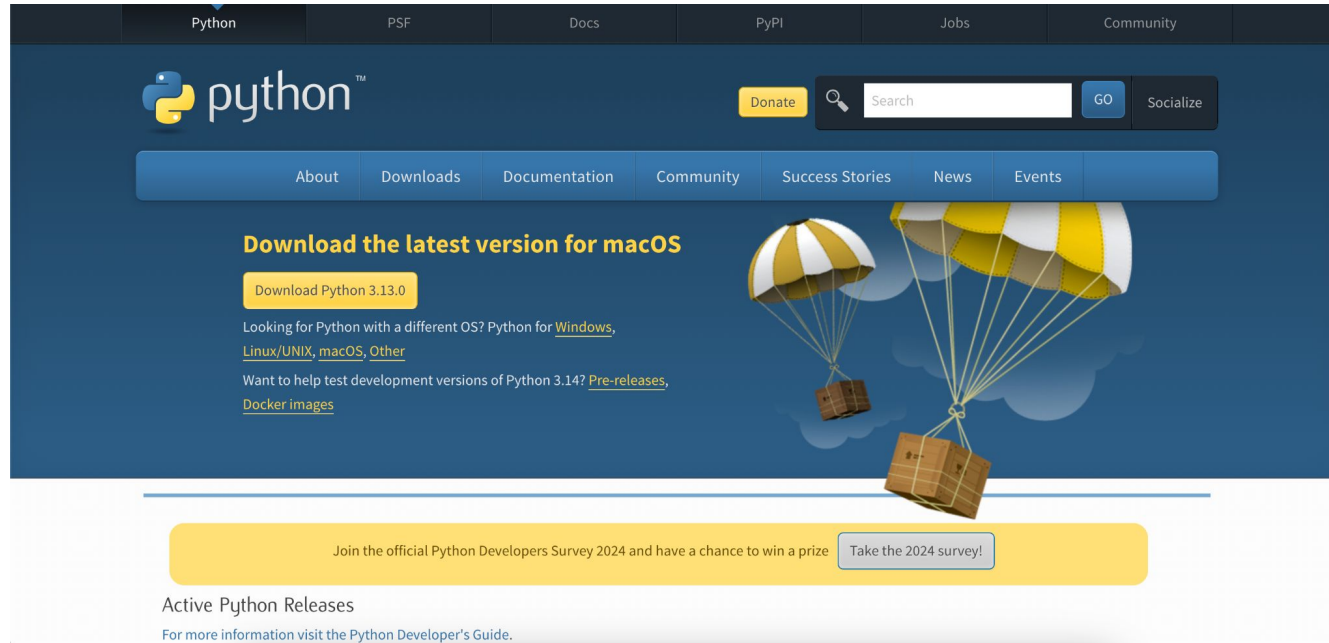 Python PSF Docs PyPI Jobs Community
python™
Donate Search GO Socialize
About Downloads Documentation Community Success Stories News Events
Download the latest version for macOS
Download Python 3.13.0
Looking for Python with a different OS? Python for Windows,
Linux/UNIX, macOS, Other
Want to help test development versions of Python 3.14? Pre-releases,
Docker images
Join the official Python Developers Survey 2024 and have a chance to win a prize Take the 2024 survey!
Active Python Releases
For more information visit the Python Developer's Guide.